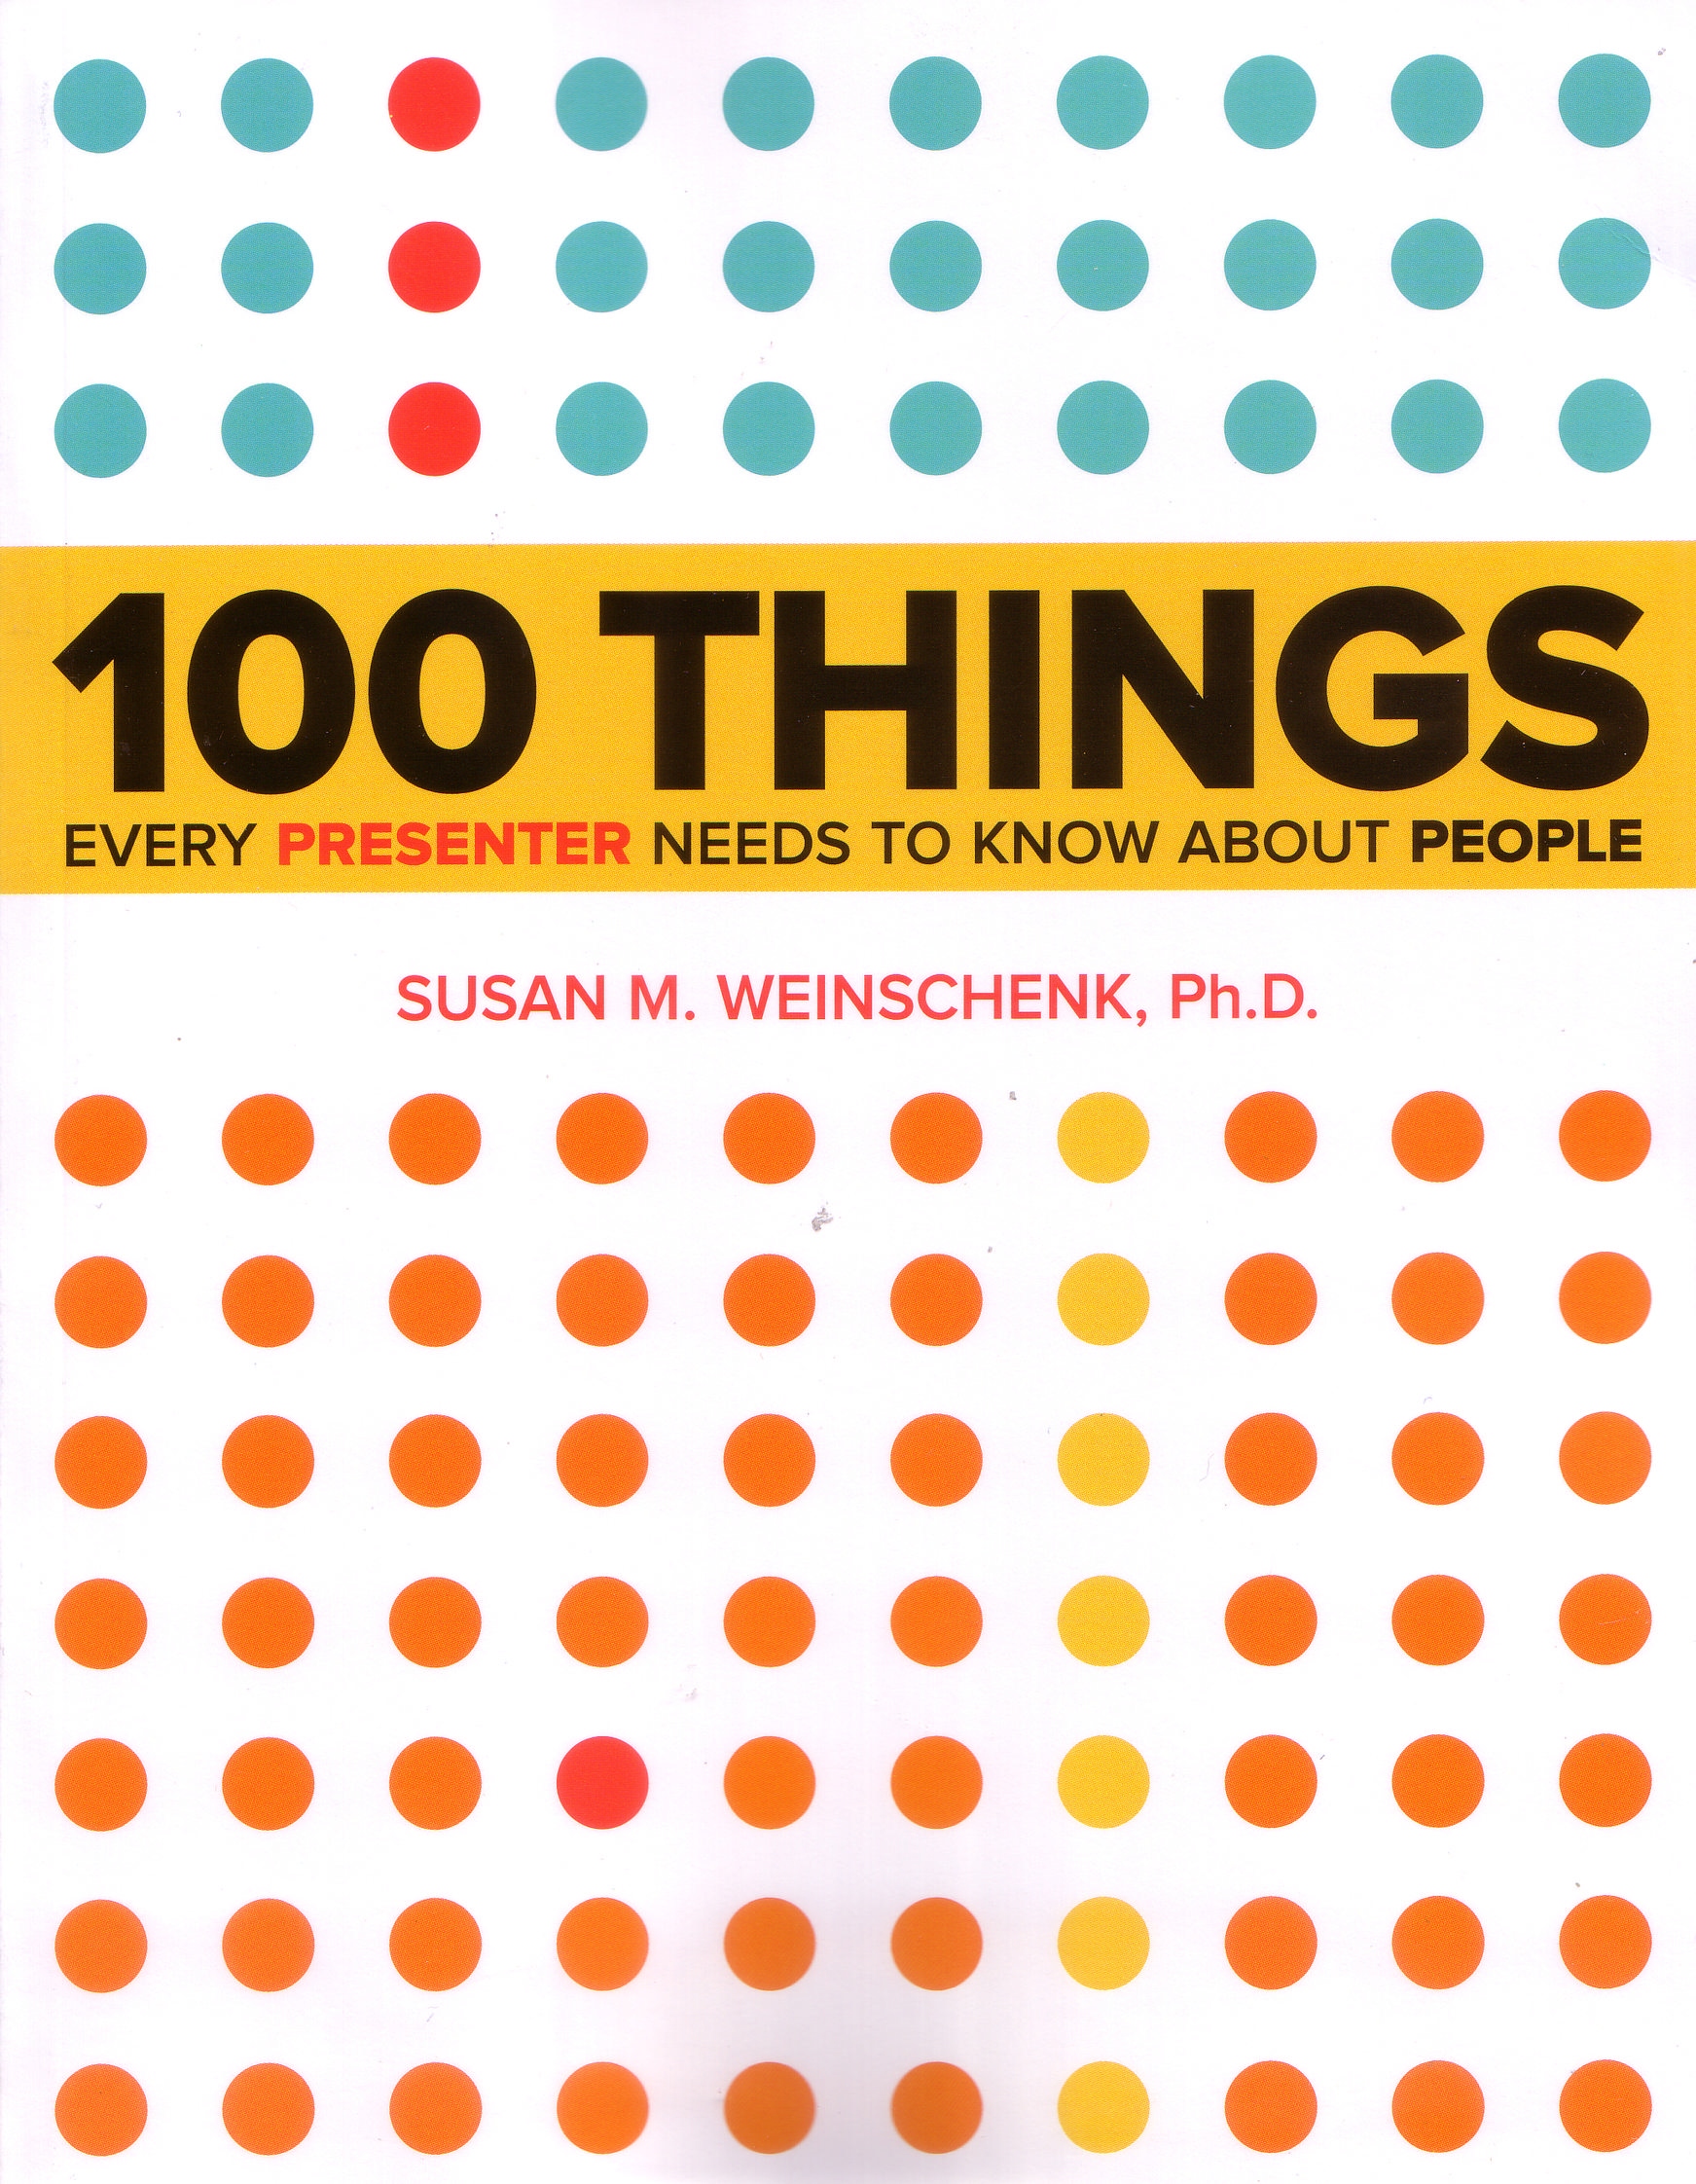 100 THINGS
EVERY PRESENTER NEEDS TO KNOW ABOUT PEOPLE
SUSAN M. WEINSCHENK, Ph.D.